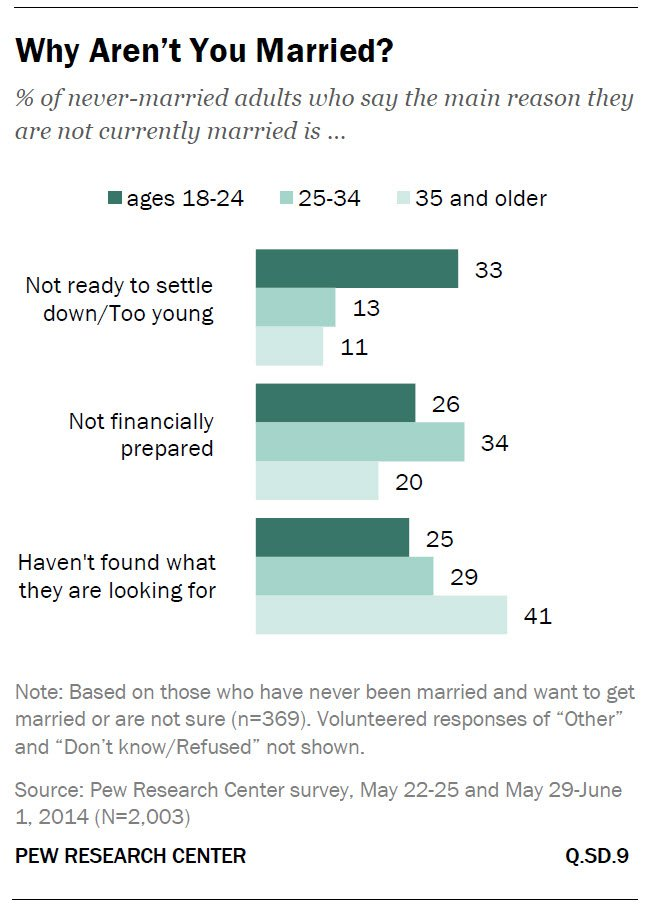 Why Aren’t You Married?
% of never-married adults who say the main reason they
are not currently married is ...
ages 18-24 25-34 35 and older
Not ready to settle
down/Too young
33
13
11
Not financially
prepared
26
34
20
Haven't found what
they are looking for
25
29
41
Note: Based on those who have never been married and want to get
married or are not sure (n=369). Volunteered responses of “Other”
and “Don’t know/Refused” not shown.
Source: Pew Research Center survey, May 22-25 and May 29-June
1, 2014 (N=2,003)
PEW RESEARCH CENTER Q.SD.9